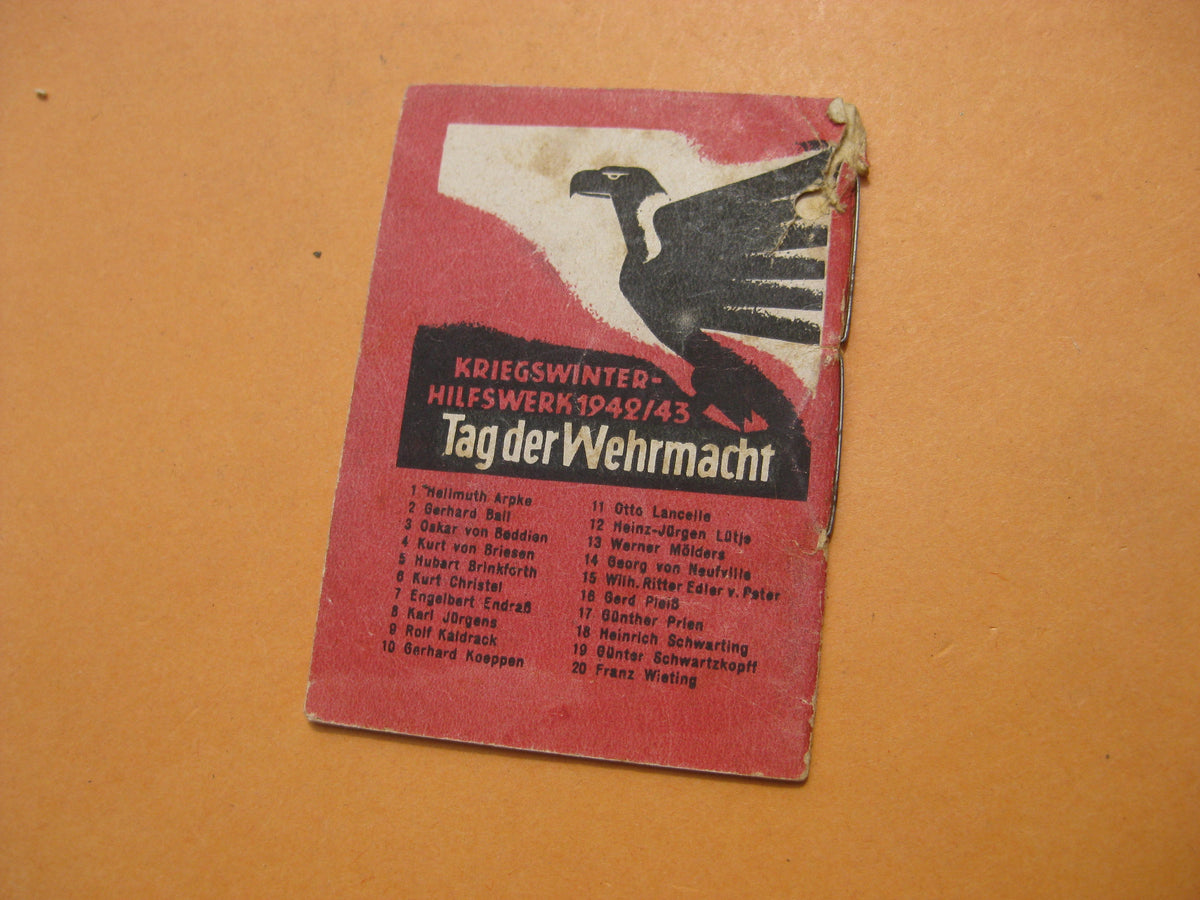 KRIEGSWINTER-
HILFSWERK 1942/43
Tag der Wehrmacht
1 Hellmuth Arpke
2 Gerhard Ball
3 Oskar von Beddien
4 Kurt von Briesen
5 Hubart Brinkforth
6 Kurt Christel
7 Engelbert Endraß
8 Karl Jürgens
9 Rolf Kaldrack
10 Gerhard Koeppen
11 Otto Lancelle
12 Heinz-Jürgen Lütje
13 Werner Mölders
14 Georg von Neufville
15 Wilh. Ritter Edler v. Peter
16 Gerd Pleiß
17 Günther Prien
18 Heinrich Schwarting
19 Günter Schwartzkopff
20 Franz Wieting